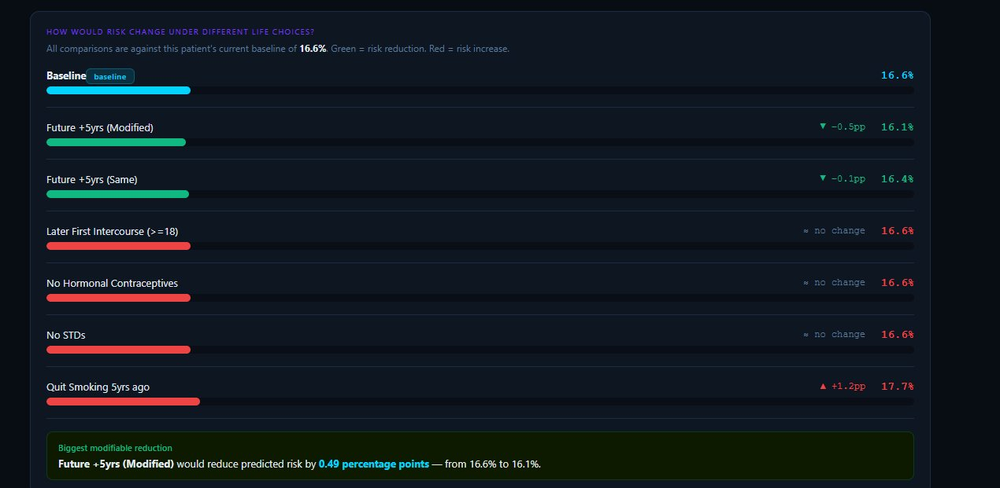 HOW WOULD RISK CHANGE UNDER DIFFERENT LIFE CHOICES?
All comparisons are against this patient's current baseline of 16.6%. Green = risk reduction. Red = risk increase.
Baseline baseline 16.6%
Future +5yrs (Modified) ▼ −0.5pp 16.1%
Future +5yrs (Same) ▼ −0.1pp 16.4%
Later First Intercourse (>=18) ≈ no change 16.6%
No Hormonal Contraceptives ≈ no change 16.6%
No STDs ≈ no change 16.6%
Quit Smoking 5yrs ago ▲ +1.2pp 17.7%
Biggest modifiable reduction
Future +5yrs (Modified) would reduce predicted risk by 0.49 percentage points — from 16.6% to 16.1%.